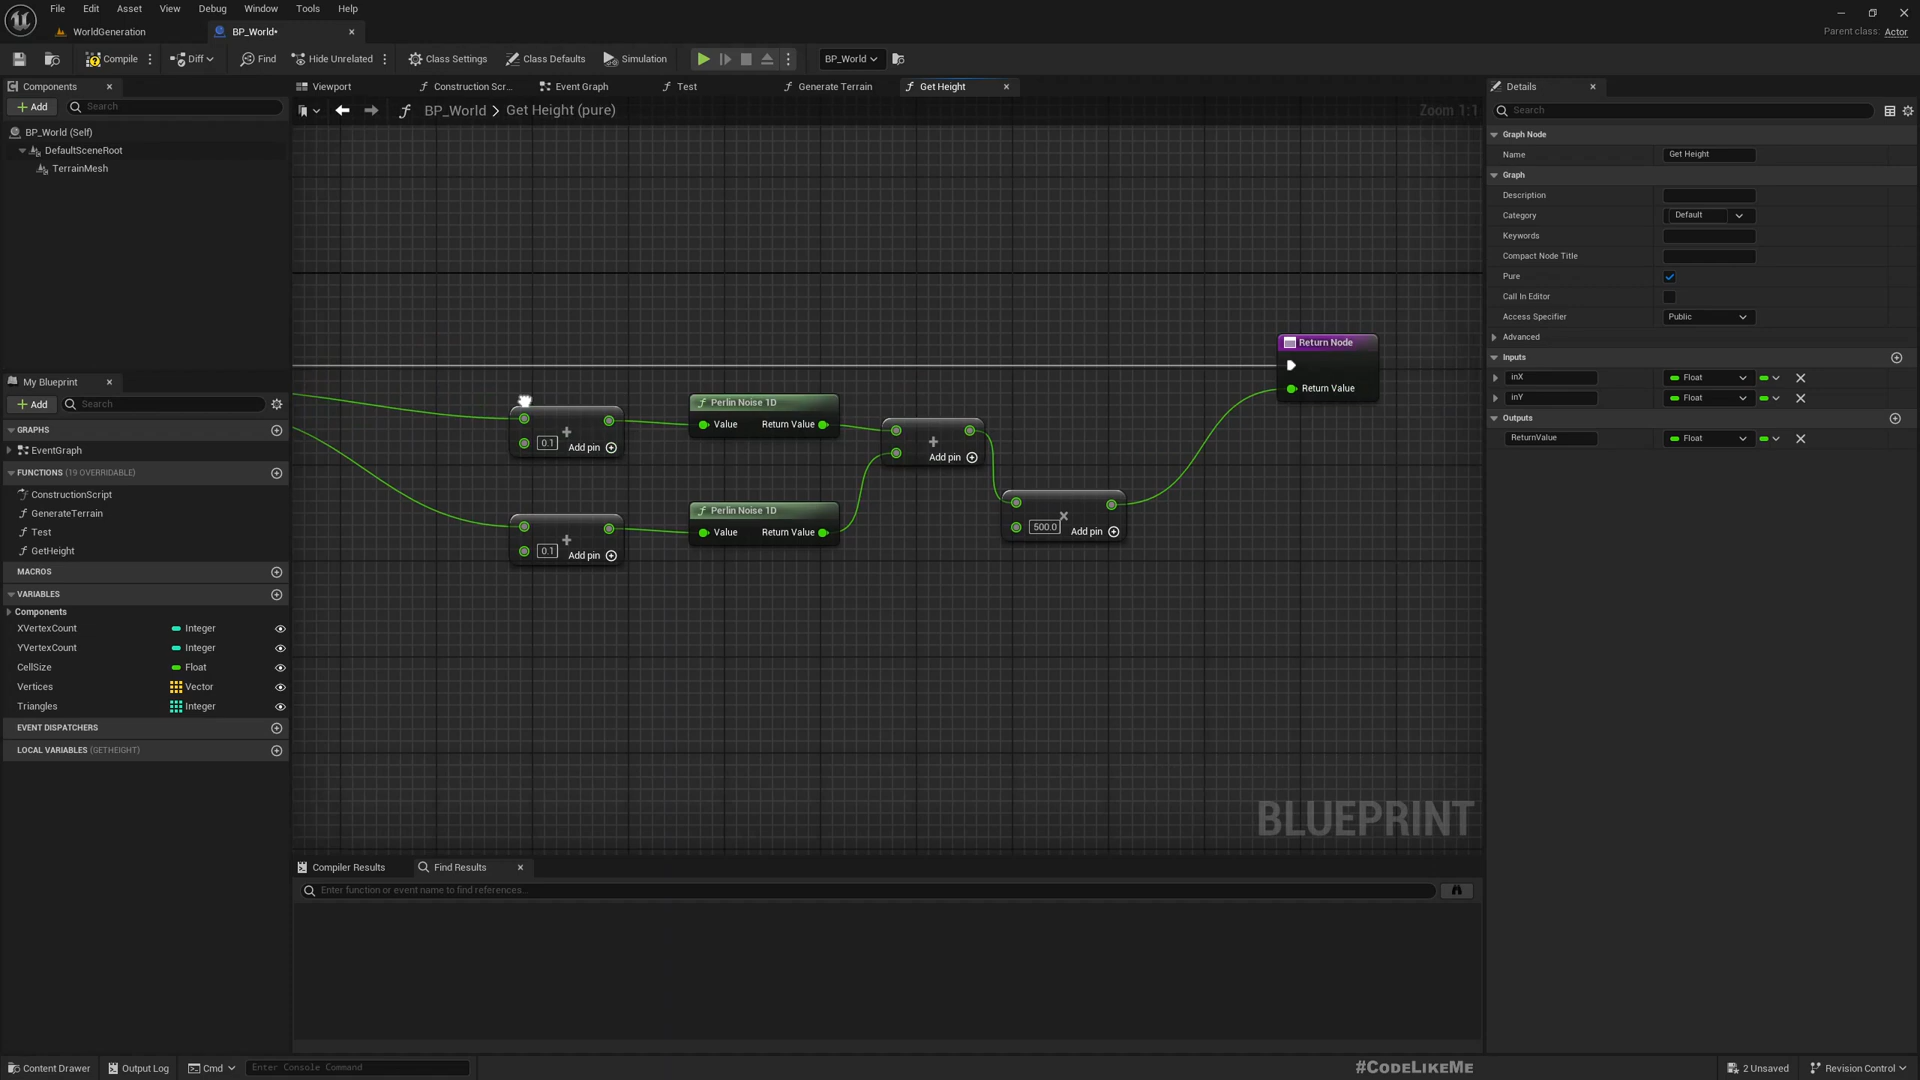 File Edit Asset View Debug Window Tools Help
WorldGeneration
BP_World•
Parent class: Actor
Compile
Diff
Find
Hide Unrelated
Class Settings
Class Defaults
Simulation
BP_World
Components
Add
Search
BP_World (Self)
DefaultSceneRoot
TerrainMesh
My Blueprint
Add
Search
GRAPHS
EventGraph
FUNCTIONS (19 OVERRIDABLE)
ConstructionScript
GenerateTerrain
Test
GetHeight
MACROS
VARIABLES
Components
XVertexCount Integer
YVertexCount Integer
CellSize Float
Vertices Vector
Triangles Integer
EVENT DISPATCHERS
LOCAL VARIABLES (GETHEIGHT)
Viewport
Construction Scr...
Event Graph
Test
Generate Terrain
Get Height
BP_World > Get Height (pure)
Zoom 1:1
Return Node
Return Value
0.1 Add pin
Perlin Noise 1D
Value Return Value
Add pin
0.1 Add pin
Perlin Noise 1D
Value Return Value
500.0 Add pin
BLUEPRINT
Compiler Results
Find Results
Enter function or event name to find references...
Details
Search
Graph Node
Name Get Height
Graph
Description
Category Default
Keywords
Compact Node Title
Pure
Call In Editor
Access Specifier Public
Advanced
Inputs
inX Float
inY Float
Outputs
ReturnValue Float
Content Drawer
Output Log
Cmd
Enter Console Command
#CODELIKEME
2 Unsaved
Revision Control